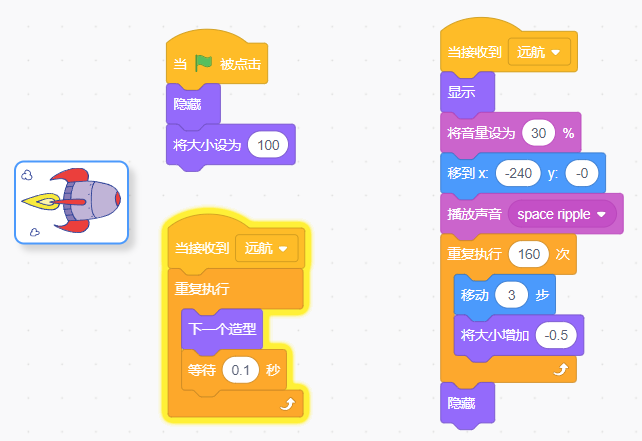 当 被点击
隐藏
将大小设为 100
当接收到 远航
重复执行
下一个造型
等待 0.1 秒
当接收到 远航
显示
将音量设为 30 %
移到 x: -240 y: -0
播放声音 space ripple
重复执行 160 次
移动 3 步
将大小增加 -0.5
隐藏